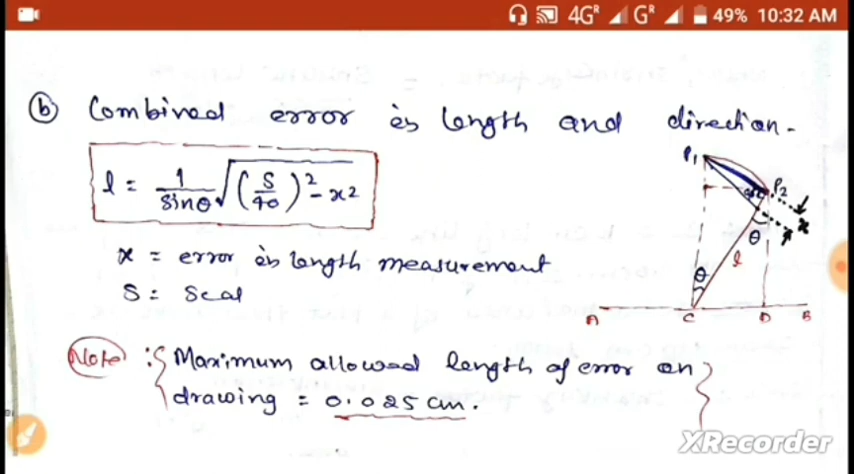 4G R G R 49% 10:32 AM
(b) Combined error in length and direction-
l = 1/sinθ √((S/40)² - x²)
x = error in length measurement
S = Scal
Note : { Maximum allowed length of error on
drawing = 0.025 cm. }
P1
P2
90°
x
θ
l
θ
A C D B
XRecorder